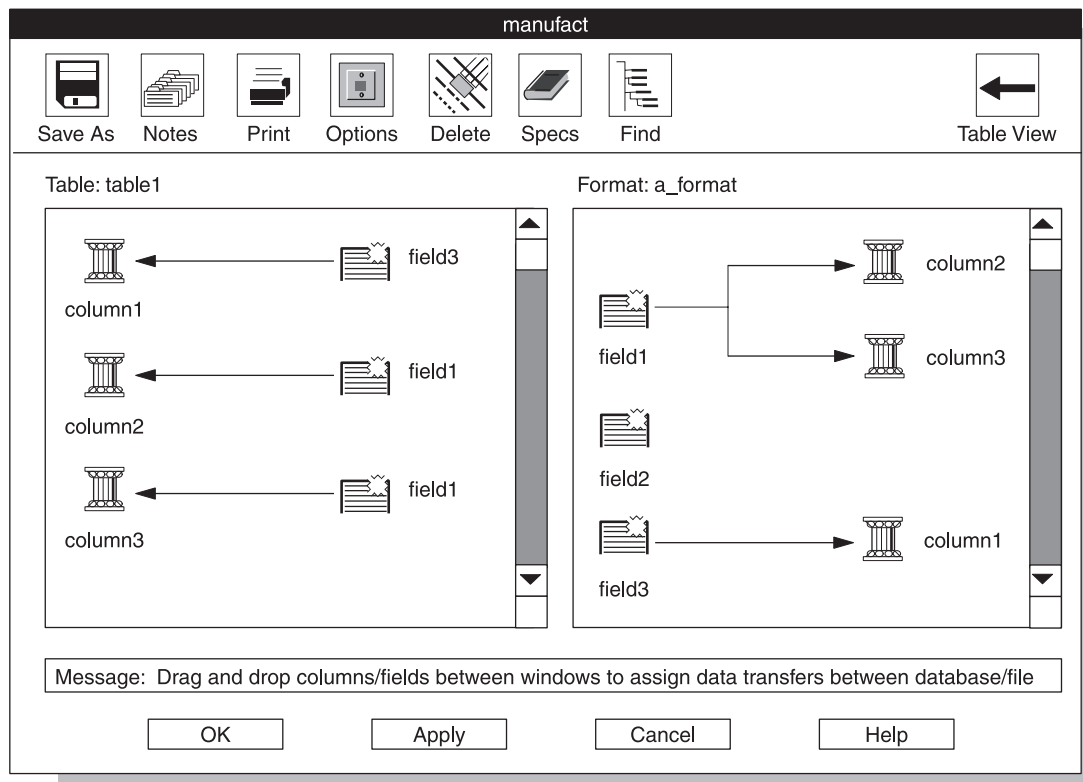 manufact
Save As Notes Print Options Delete Specs Find Table View
Table: table1
field3
column1
field1
column2
field1
column3
Format: a_format
column2
field1
column3
field2
column1
field3
Message: Drag and drop columns/fields between windows to assign data transfers between database/file
OK Apply Cancel Help